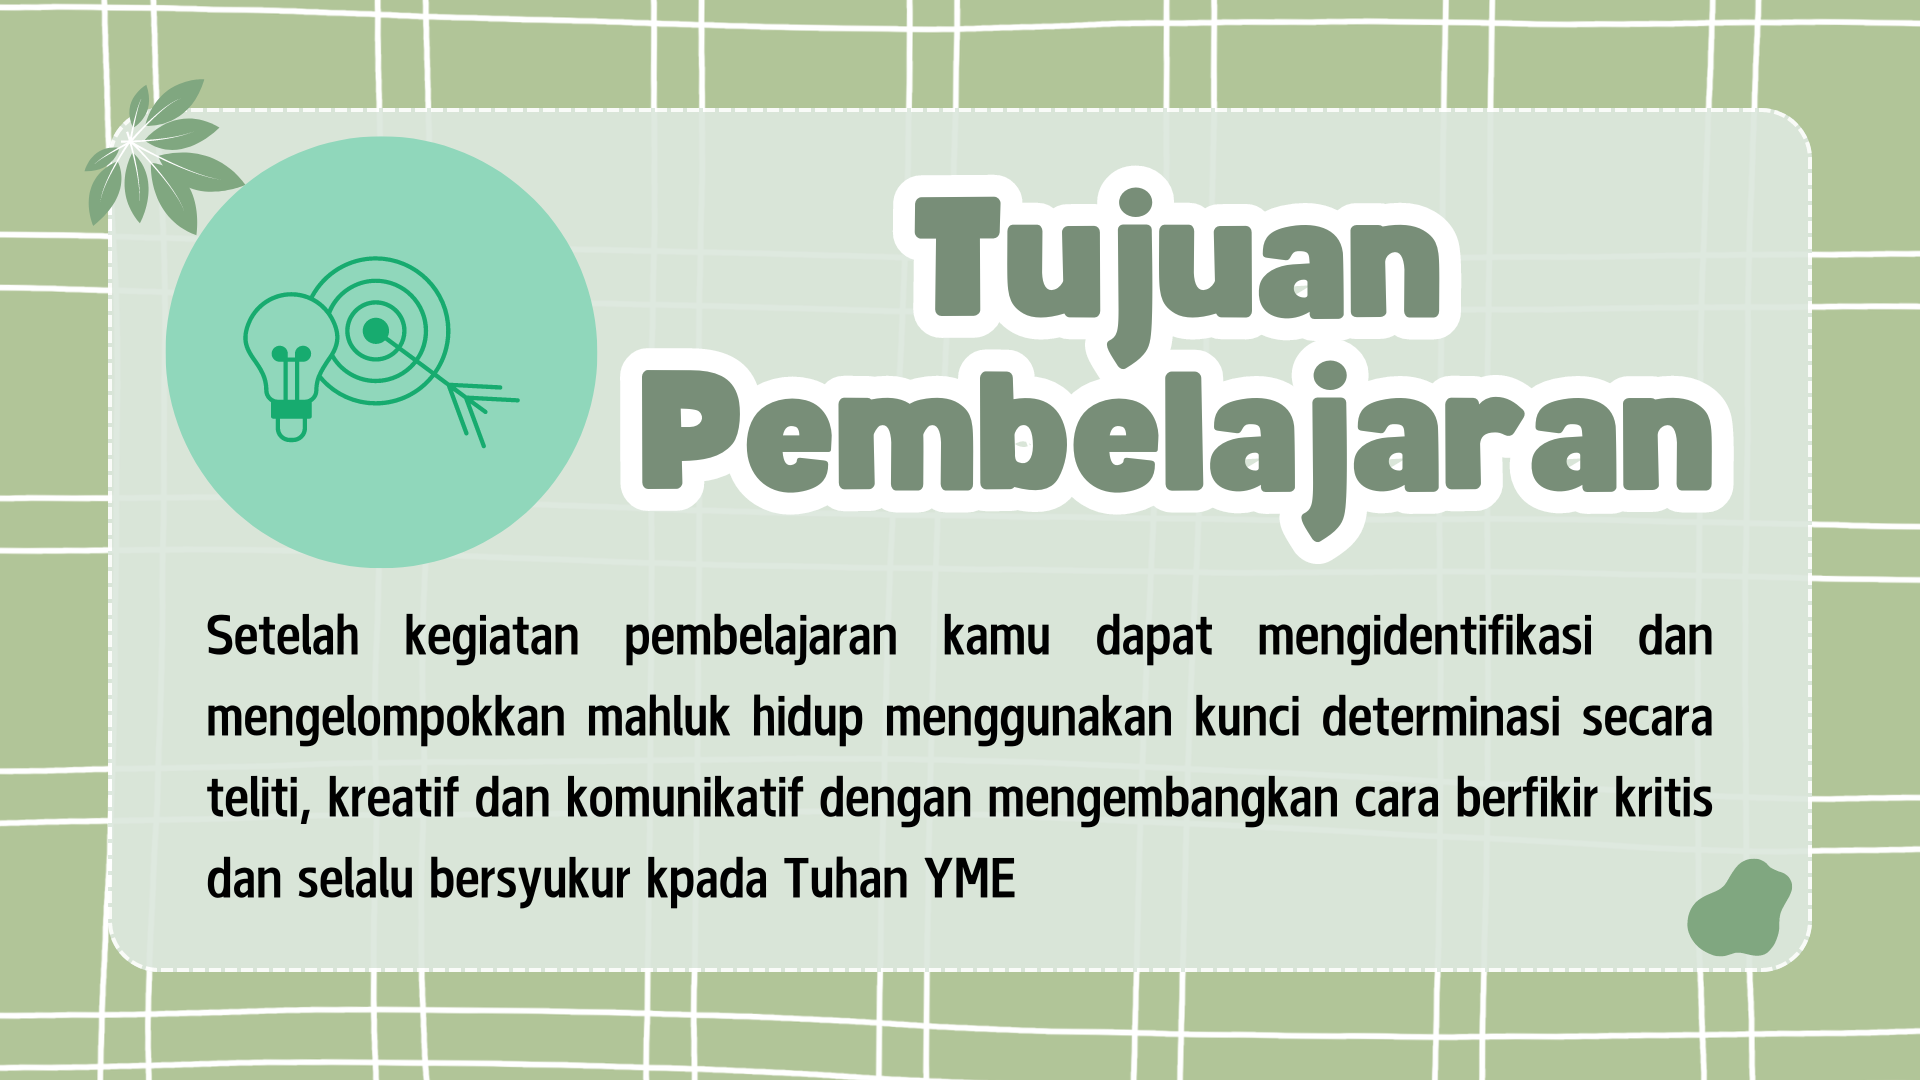 Tujuan
Pembelajaran
Setelah kegiatan pembelajaran kamu dapat mengidentifikasi dan
mengelompokkan mahluk hidup menggunakan kunci determinasi secara
teliti, kreatif dan komunikatif dengan mengembangkan cara berfikir kritis
dan selalu bersyukur kpada Tuhan YME